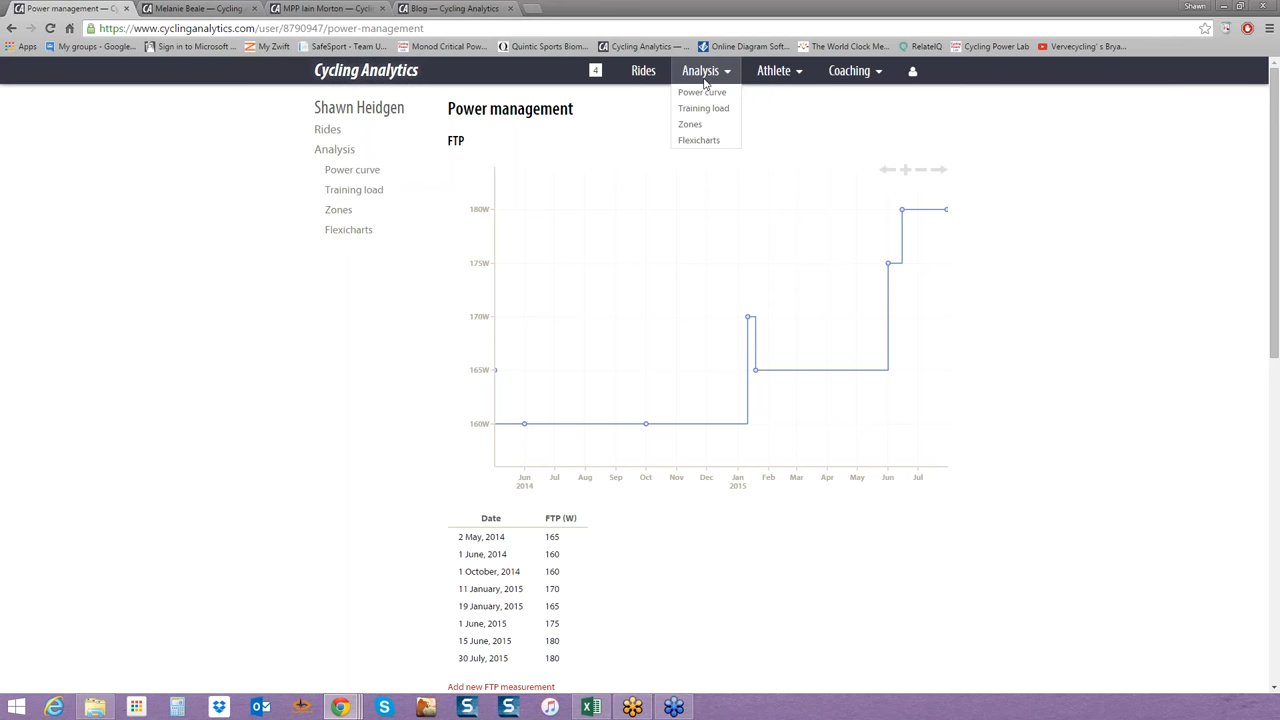 Power management — C
Melanie Beale — Cycling
MPP Iain Morton — Cycli
Blog — Cycling Analytics
Shawn
https://www.cyclinganalytics.com/user/8790947/power-management
Apps
My groups - Google...
Sign in to Microsoft ...
My Zwift
SafeSport - Team U...
Monod Critical Pow...
Quintic Sports Biom...
Cycling Analytics —...
Online Diagram Soft...
The World Clock Me...
RelateIQ
Cycling Power Lab
Vervecycling' s Brya...
Cycling Analytics
4
Rides
Analysis
Athlete
Coaching
Power curve
Training load
Zones
Flexicharts
Shawn Heidgen
Rides
Analysis
Power curve
Training load
Zones
Flexicharts
Power management
FTP
180W
175W
170W
165W
160W
Jun Jul Aug Sep Oct Nov Dec Jan Feb Mar Apr May Jun Jul
2014 2015
Date FTP (W)
2 May, 2014 165
1 June, 2014 160
1 October, 2014 160
11 January, 2015 170
19 January, 2015 165
1 June, 2015 175
15 June, 2015 180
30 July, 2015 180
Add new FTP measurement